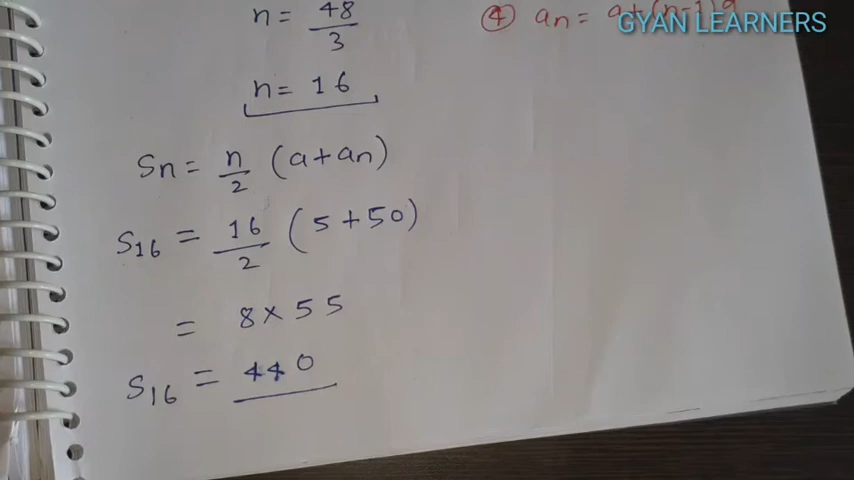 n = 48/3
④ an = a+(n-1)d
GYAN LEARNERS
n = 16
Sn = n/2 (a+an)
S16 = 16/2 (5+50)
= 8×55
S16 = 440